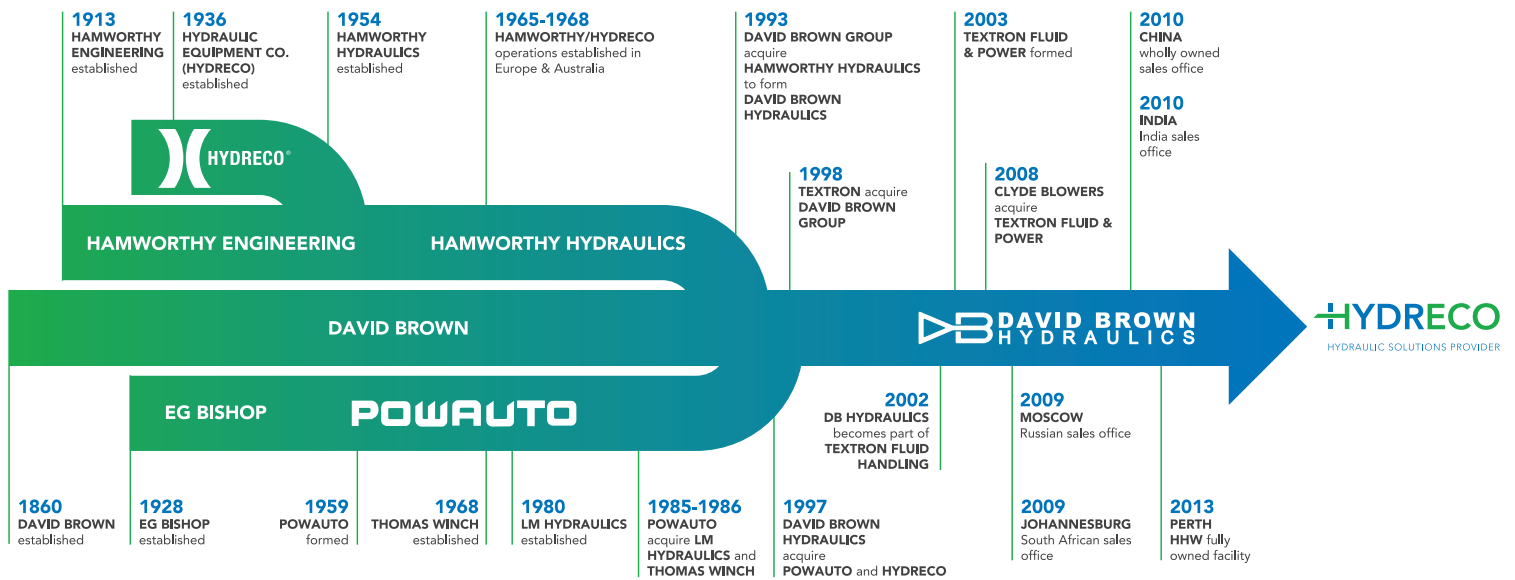 1913
HAMWORTHY
ENGINEERING
established
1936
HYDRAULIC
EQUIPMENT CO.
(HYDRECO)
established
1954
HAMWORTHY
HYDRAULICS
established
1965-1968
HAMWORTHY/HYDRECO
operations established in
Europe & Australia
1993
DAVID BROWN GROUP
acquire
HAMWORTHY HYDRAULICS
to form
DAVID BROWN
HYDRAULICS
2003
TEXTRON FLUID
& POWER formed
2010
CHINA
wholly owned
sales office
2010
INDIA
India sales
office
1998
TEXTRON acquire
DAVID BROWN
GROUP
2008
CLYDE BLOWERS
acquire
TEXTRON FLUID &
POWER
HYDRECO®
HAMWORTHY ENGINEERING
HAMWORTHY HYDRAULICS
DAVID BROWN
DB DAVID BROWN
HYDRAULICS
HYDRECO
HYDRAULIC SOLUTIONS PROVIDER
EG BISHOP
POWAUTO
2002
DB HYDRAULICS
becomes part of
TEXTRON FLUID
HANDLING
2009
MOSCOW
Russian sales office
1860
DAVID BROWN
established
1928
EG BISHOP
established
1959
POWAUTO
formed
1968
THOMAS WINCH
established
1980
LM HYDRAULICS
established
1985-1986
POWAUTO
acquire LM
HYDRAULICS and
THOMAS WINCH
1997
DAVID BROWN
HYDRAULICS
acquire
POWAUTO and HYDRECO
2009
JOHANNESBURG
South African sales
office
2013
PERTH
HHW fully
owned facility